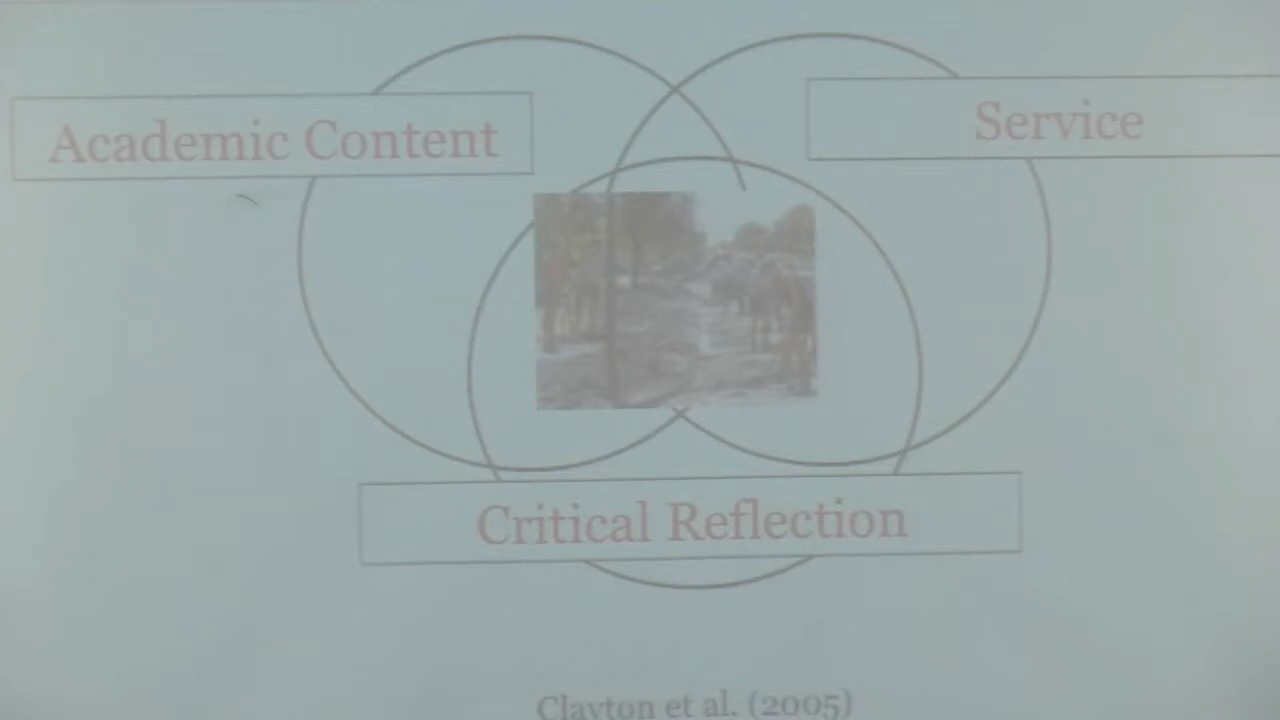 Academic Content
Service
Critical Reflection
Clayton et al. (2005)